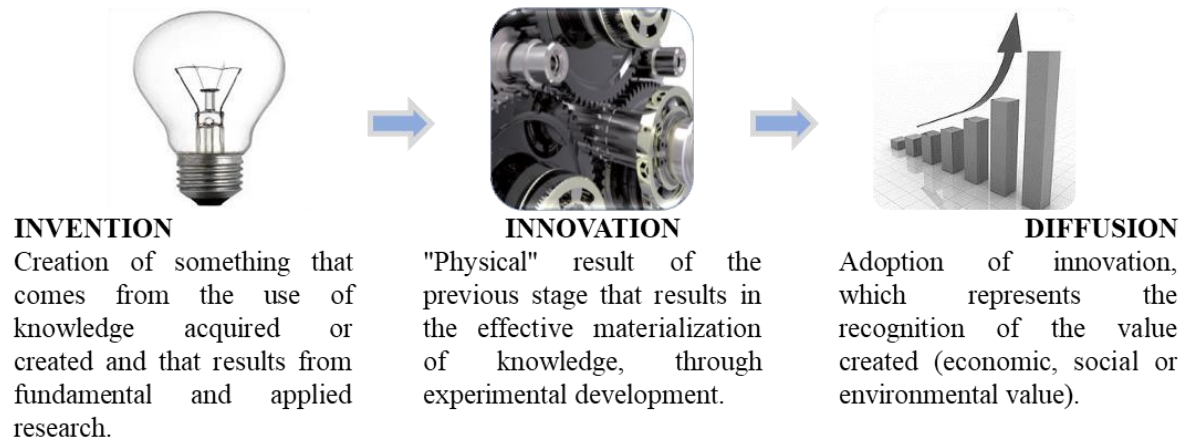 INVENTION
Creation of something that
comes from the use of
knowledge acquired or
created and that results from
fundamental and applied
research.
INNOVATION
"Physical" result of the
previous stage that results in
the effective materialization
of knowledge, through
experimental development.
DIFFUSION
Adoption of innovation,
which represents the
recognition of the value
created (economic, social or
environmental value).